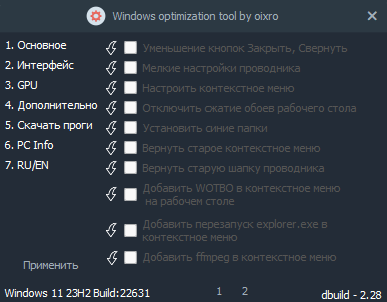 Windows optimization tool by oixro
1. Основное
2. Интерфейс
3. GPU
4. Дополнительно
5. Скачать проги
6. PC Info
7. RU/EN
Применить
Уменьшение кнопок Закрыть, Свернуть
Мелкие настройки проводника
Настроить контекстное меню
Отключить сжатие обоев рабочего стола
Установить синие папки
Вернуть старое контекстное меню
Вернуть старую шапку проводника
Добавить WOTBO в контекстное меню
на рабочем столе
Добавить перезапуск explorer.exe в
контекстное меню
Добавить ffmpeg в контекстное меню
1 2
Windows 11 23H2 Build:22631
dbuild - 2.28